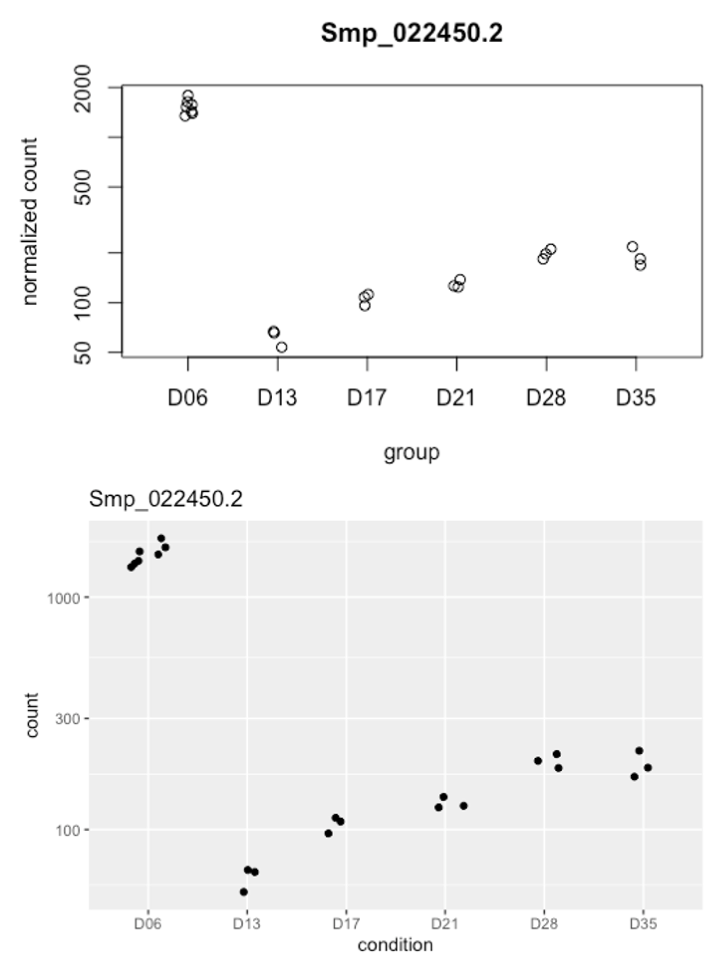 Smp_022450.2
normalized count
2000
500
100
50
D06 D13 D17 D21 D28 D35
group
Smp_022450.2
count
1000
300
100
D06 D13 D17 D21 D28 D35
condition